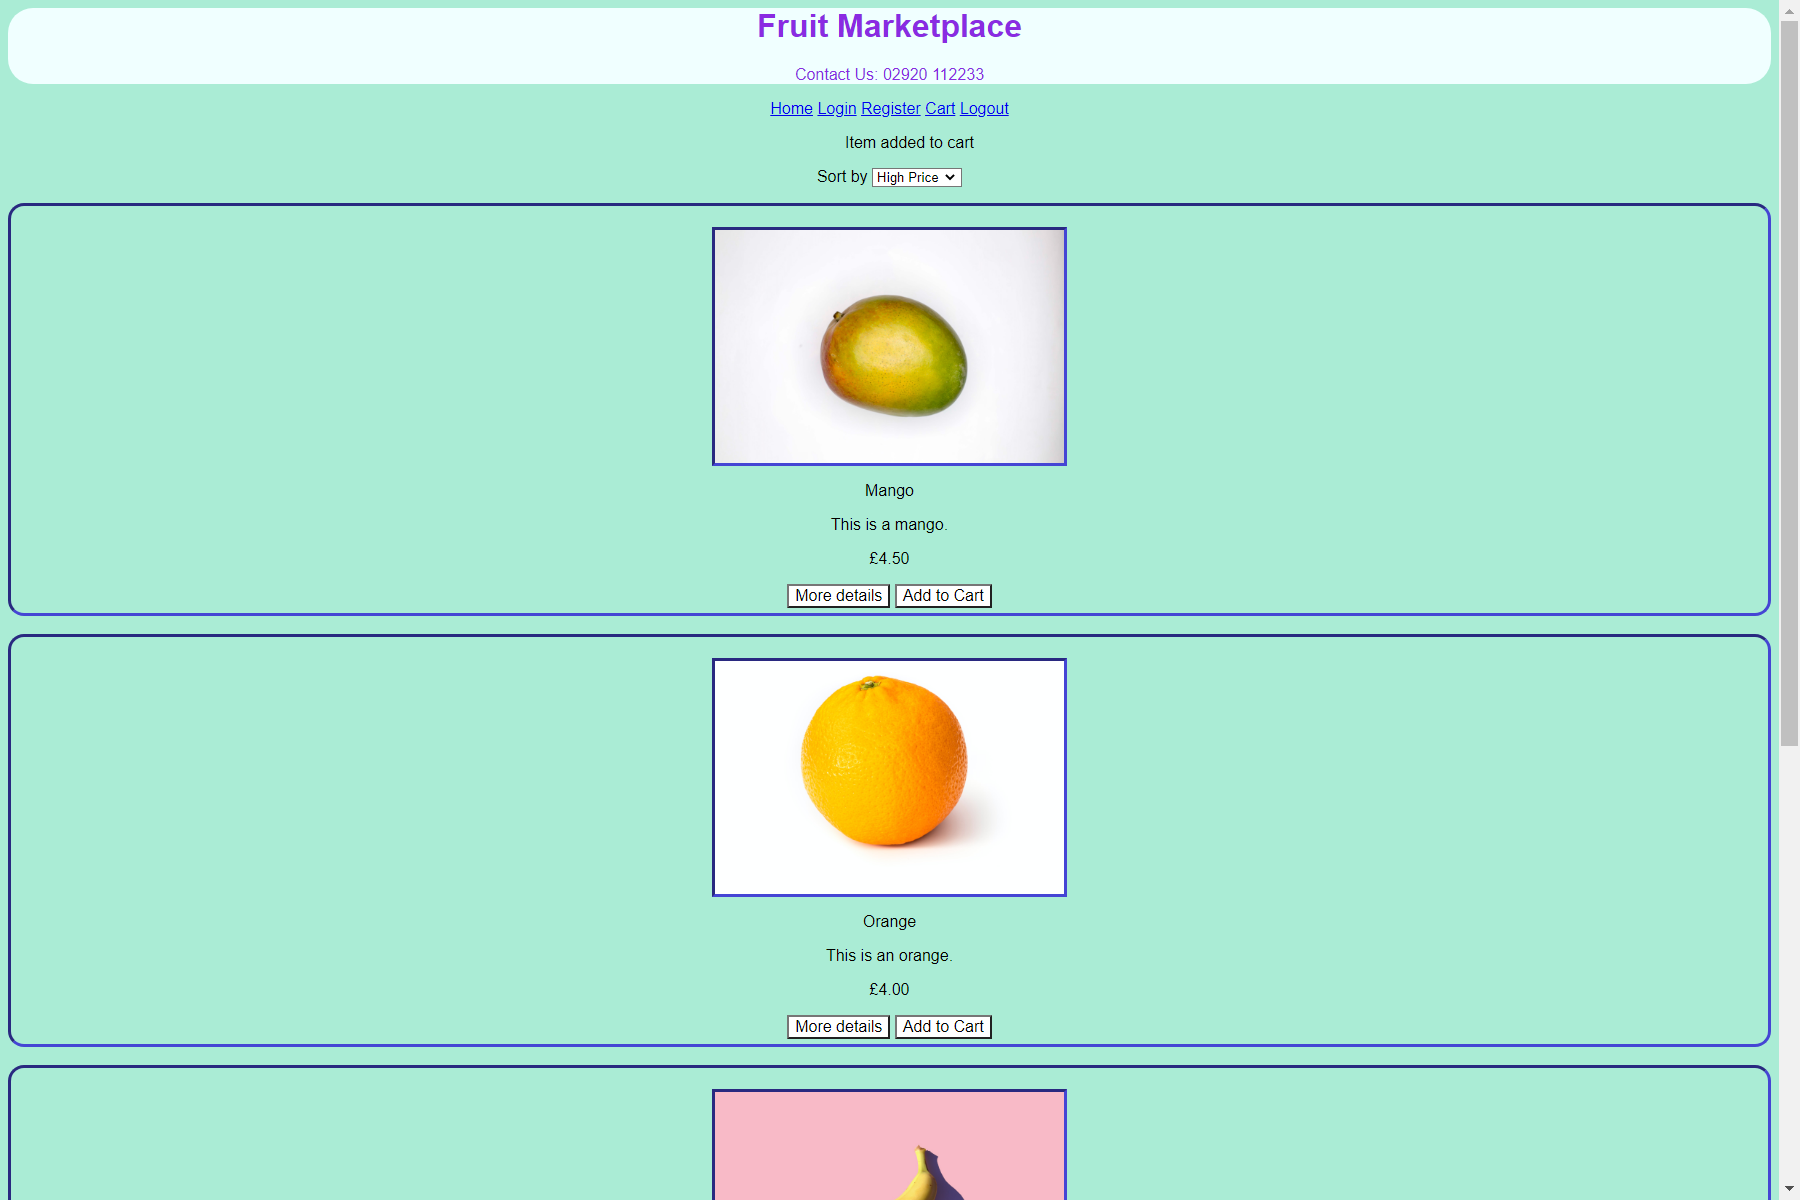 Fruit Marketplace
Contact Us: 02920 112233
Home Login Register Cart Logout
Item added to cart
Sort by High Price
Mango
This is a mango.
£4.50
More details Add to Cart
Orange
This is an orange.
£4.00
More details Add to Cart